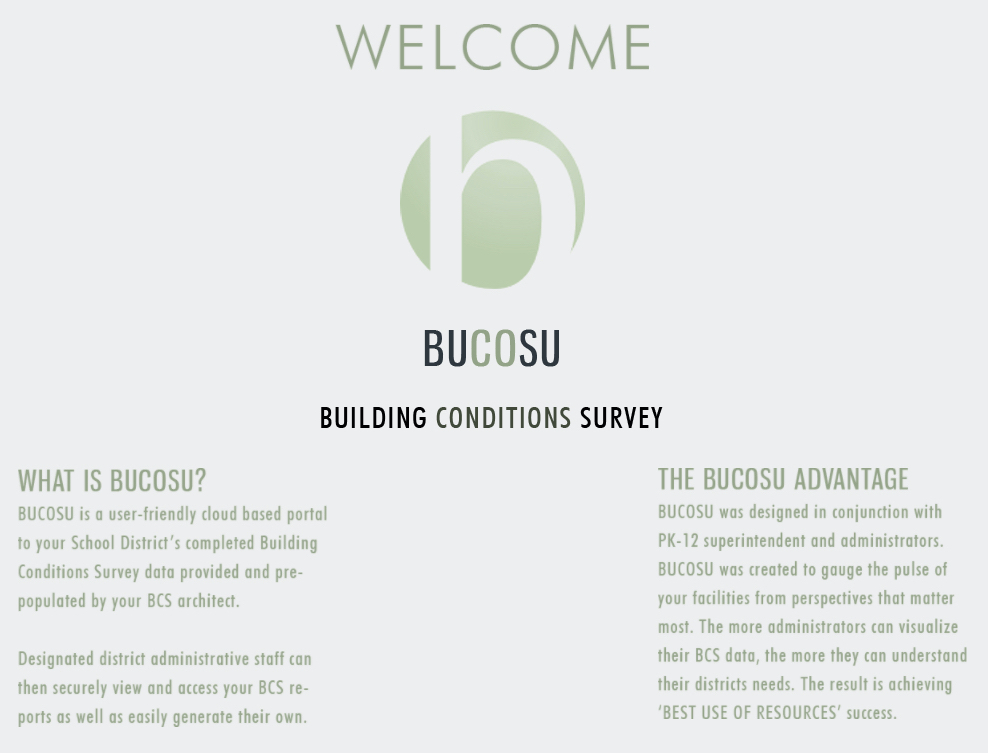 WELCOME
BUCOSU
BUILDING CONDITIONS SURVEY
WHAT IS BUCOSU?
BUCOSU is a user-friendly cloud based portal
to your School District's completed Building
Conditions Survey data provided and pre-
populated by your BCS architect.
Designated district administrative staff can
then securely view and access your BCS re-
ports as well as easily generate their own.
THE BUCOSU ADVANTAGE
BUCOSU was designed in conjunction with
PK-12 superintendent and administrators.
BUCOSU was created to gauge the pulse of
your facilities from perspectives that matter
most. The more administrators can visualize
their BCS data, the more they can understand
their districts needs. The result is achieving
‘BEST USE OF RESOURCES’ success.